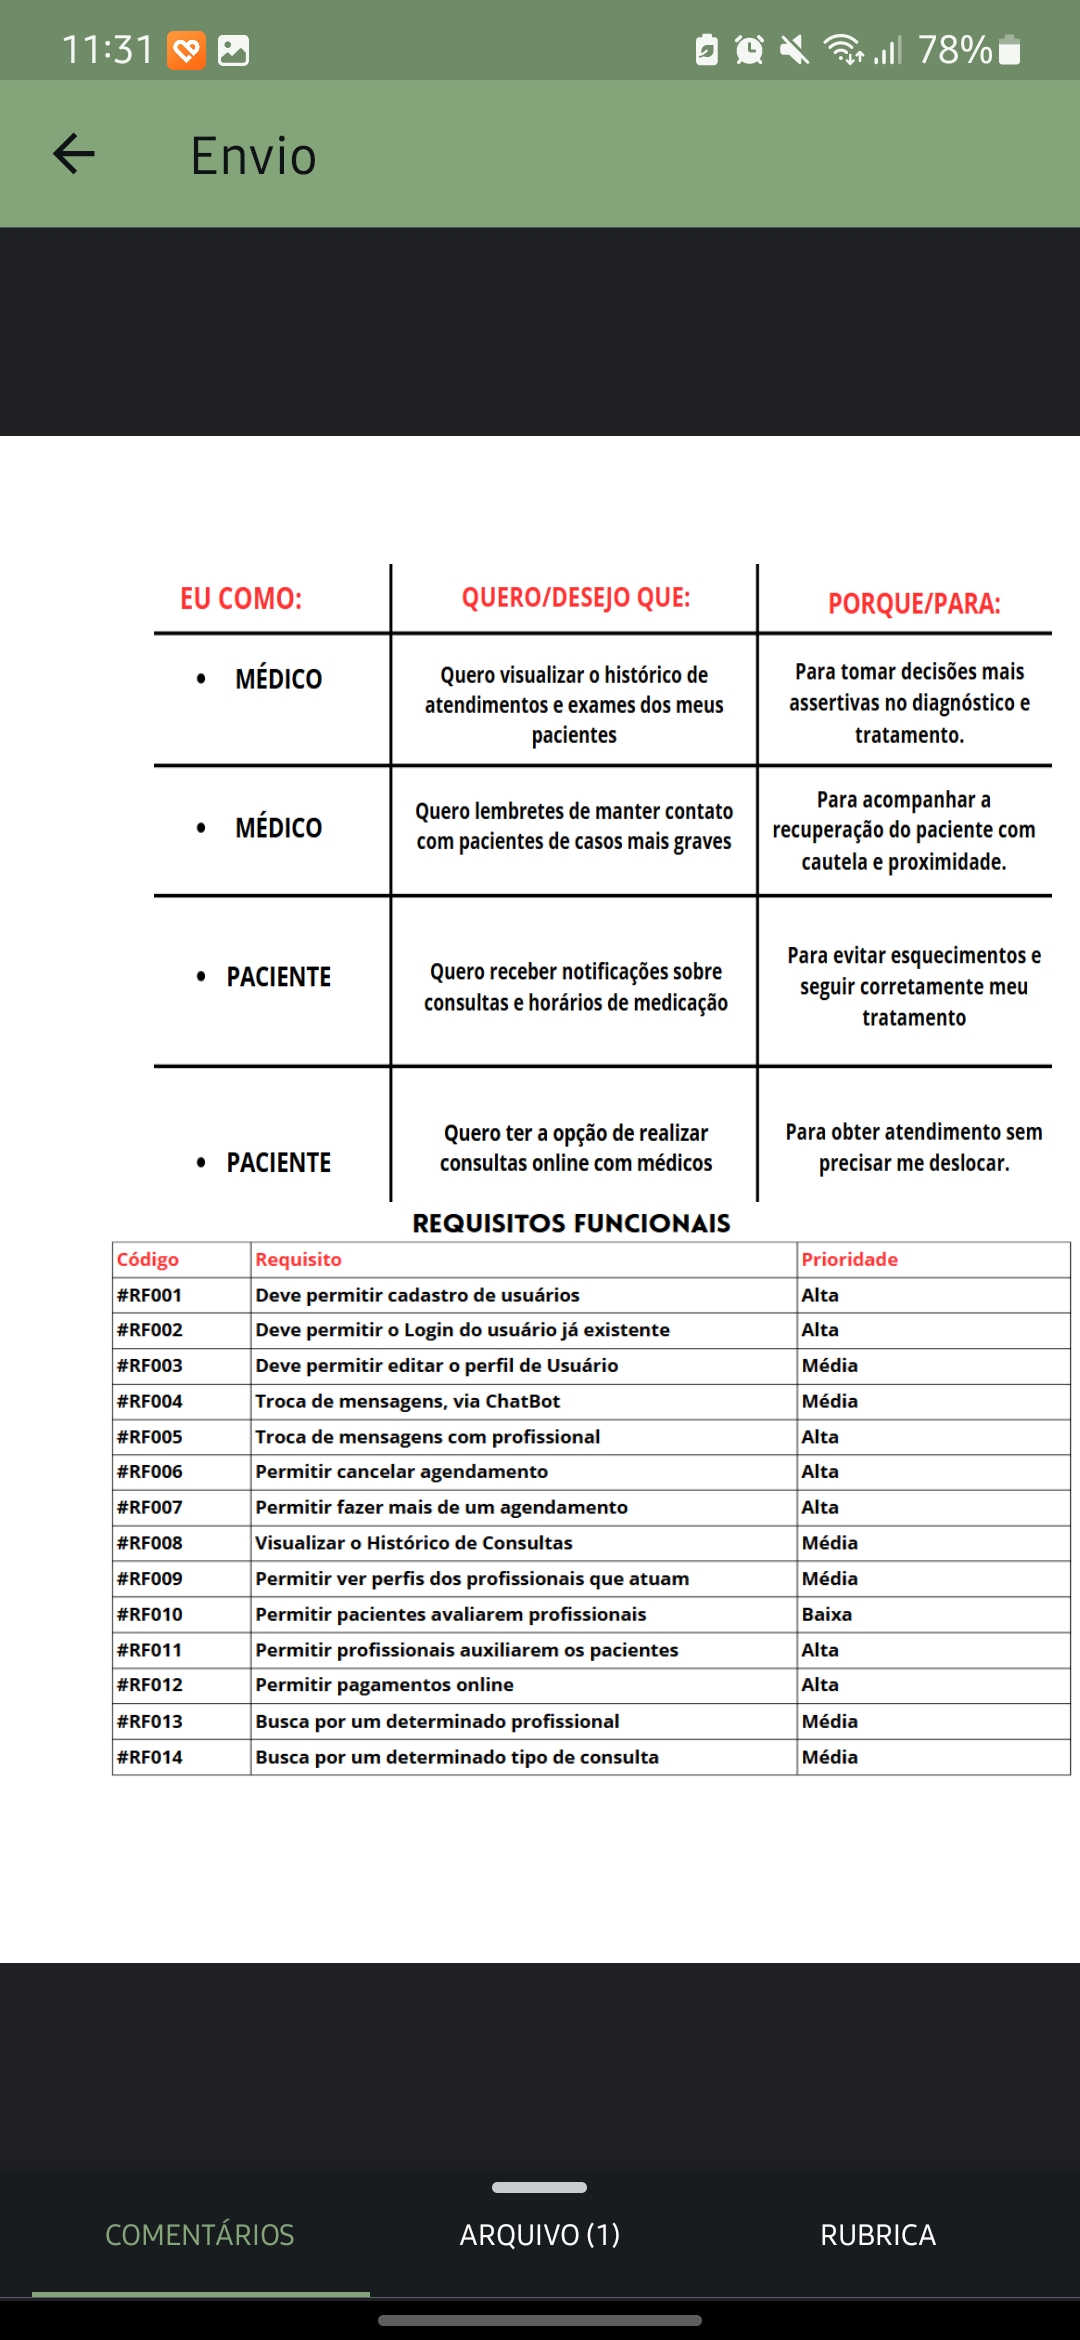 11:31
78%
Envio
EU COMO:
QUERO/DESEJO QUE:
PORQUE/PARA:
• MÉDICO
Quero visualizar o histórico de
atendimentos e exames dos meus
pacientes
Para tomar decisões mais
assertivas no diagnóstico e
tratamento.
• MÉDICO
Quero lembretes de manter contato
com pacientes de casos mais graves
Para acompanhar a
recuperação do paciente com
cautela e proximidade.
• PACIENTE
Quero receber notificações sobre
consultas e horários de medicação
Para evitar esquecimentos e
seguir corretamente meu
tratamento
• PACIENTE
Quero ter a opção de realizar
consultas online com médicos
Para obter atendimento sem
precisar me deslocar.
REQUISITOS FUNCIONAIS
Código Requisito Prioridade
#RF001 Deve permitir cadastro de usuários Alta
#RF002 Deve permitir o Login do usuário já existente Alta
#RF003 Deve permitir editar o perfil de Usuário Média
#RF004 Troca de mensagens, via ChatBot Média
#RF005 Troca de mensagens com profissional Alta
#RF006 Permitir cancelar agendamento Alta
#RF007 Permitir fazer mais de um agendamento Alta
#RF008 Visualizar o Histórico de Consultas Média
#RF009 Permitir ver perfis dos profissionais que atuam Média
#RF010 Permitir pacientes avaliarem profissionais Baixa
#RF011 Permitir profissionais auxiliarem os pacientes Alta
#RF012 Permitir pagamentos online Alta
#RF013 Busca por um determinado profissional Média
#RF014 Busca por um determinado tipo de consulta Média
COMENTÁRIOS
ARQUIVO (1)
RUBRICA